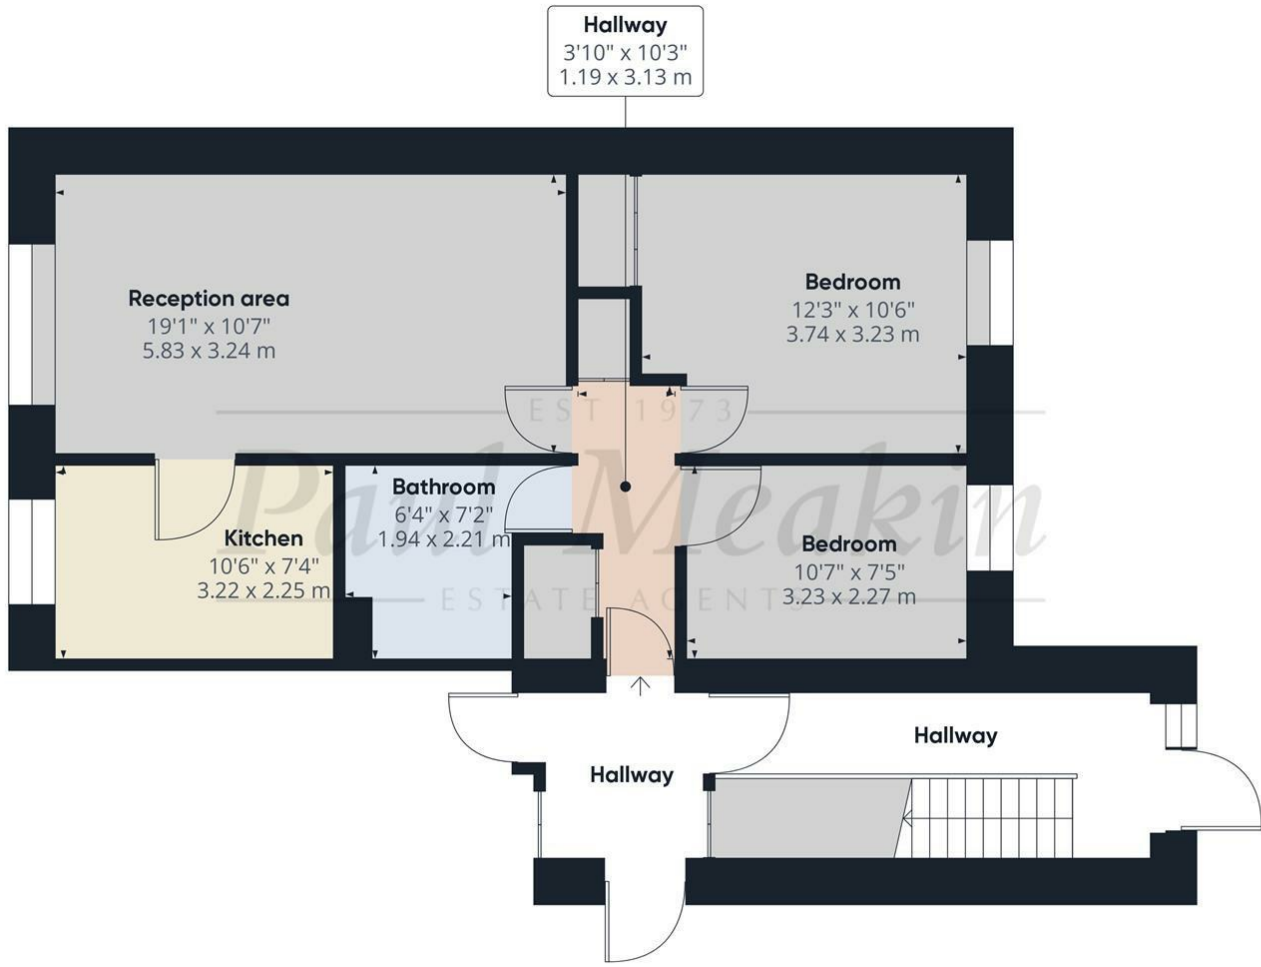 Hallway
3'10" x 10'3"
1.19 x 3.13 m
Reception area
19'1" x 10'7"
5.83 x 3.24 m
Bedroom
12'3" x 10'6"
3.74 x 3.23 m
EST 1973
Paul Meakin
ESTATE AGENTS
Kitchen
10'6" x 7'4"
3.22 x 2.25 m
Bathroom
6'4" x 7'2"
1.94 x 2.21 m
Bedroom
10'7" x 7'5"
3.23 x 2.27 m
Hallway
Hallway